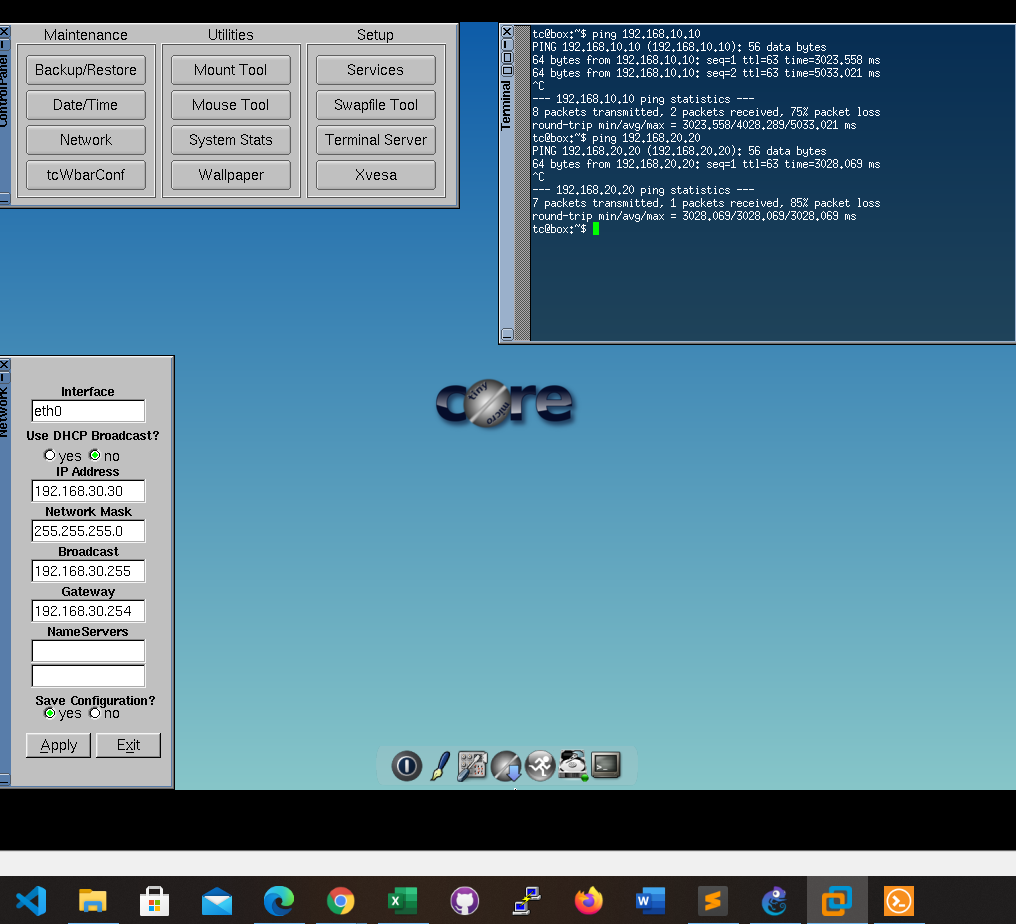 ControlPanel
Maintenance
Utilities
Setup
Backup/Restore
Mount Tool
Services
Date/Time
Mouse Tool
Swapfile Tool
Network
System Stats
Terminal Server
tcWbarConf
Wallpaper
Xvesa
Terminal
tc@box:~$ ping 192.168.10.10
PING 192.168.10.10 (192.168.10.10): 56 data bytes
64 bytes from 192.168.10.10: seq=1 ttl=63 time=3023.558 ms
64 bytes from 192.168.10.10: seq=2 ttl=63 time=5033.021 ms
^C
--- 192.168.10.10 ping statistics ---
8 packets transmitted, 2 packets received, 75% packet loss
round-trip min/avg/max = 3023.558/4028.289/5033.021 ms
tc@box:~$ ping 192.168.20.20
PING 192.168.20.20 (192.168.20.20): 56 data bytes
64 bytes from 192.168.20.20: seq=1 ttl=63 time=3028.069 ms
^C
--- 192.168.20.20 ping statistics ---
7 packets transmitted, 1 packets received, 85% packet loss
round-trip min/avg/max = 3028.069/3028.069/3028.069 ms
tc@box:~$
Network
Interface
eth0
Use DHCP Broadcast?
yes no
IP Address
192.168.30.30
Network Mask
255.255.255.0
Broadcast
192.168.30.255
Gateway
192.168.30.254
NameServers
Save Configuration?
yes no
Apply Exit
core
tiny
micro